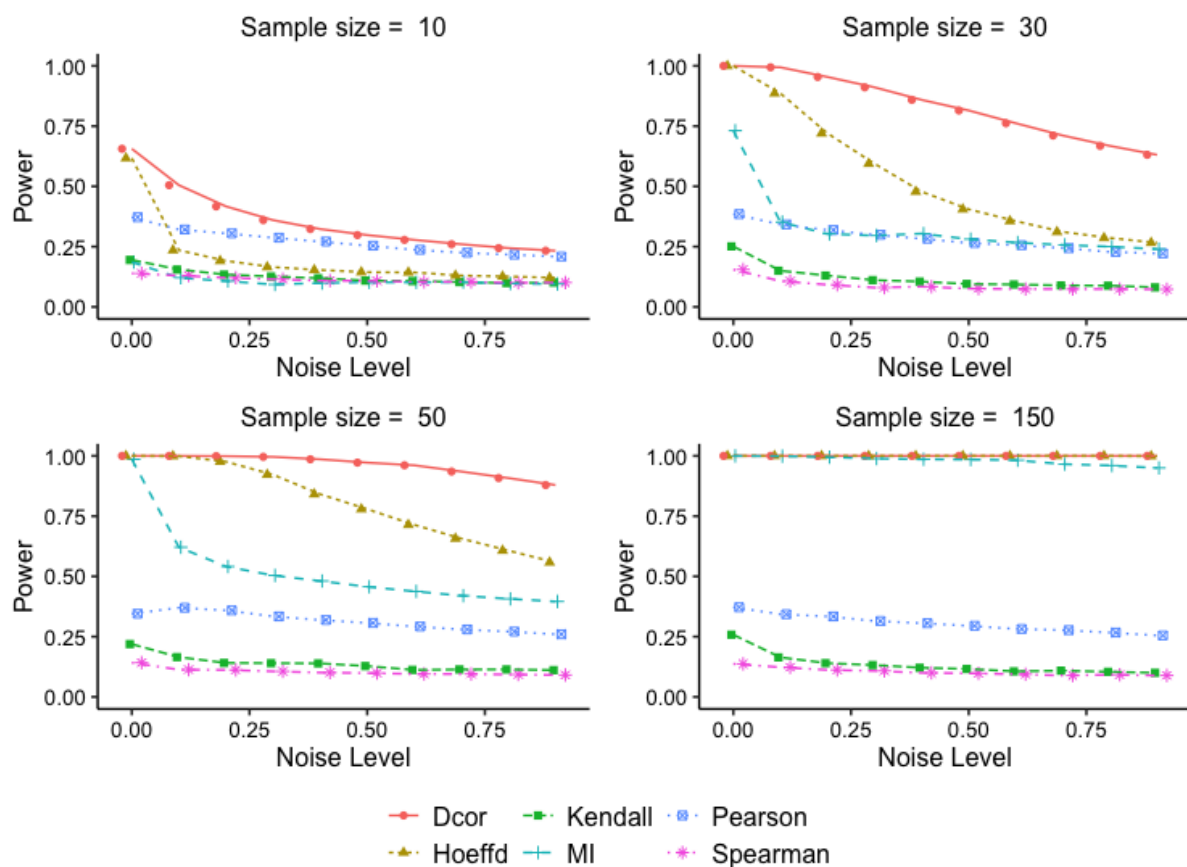 Sample size = 10
1.00
0.75
0.50
0.25
0.00
Power
0.00 0.25 0.50 0.75
Noise Level
Sample size = 30
1.00
0.75
0.50
0.25
0.00
Power
0.00 0.25 0.50 0.75
Noise Level
Sample size = 50
1.00
0.75
0.50
0.25
0.00
Power
0.00 0.25 0.50 0.75
Noise Level
Sample size = 150
1.00
0.75
0.50
0.25
0.00
Power
0.00 0.25 0.50 0.75
Noise Level
Dcor Kendall Pearson
Hoeffd MI Spearman